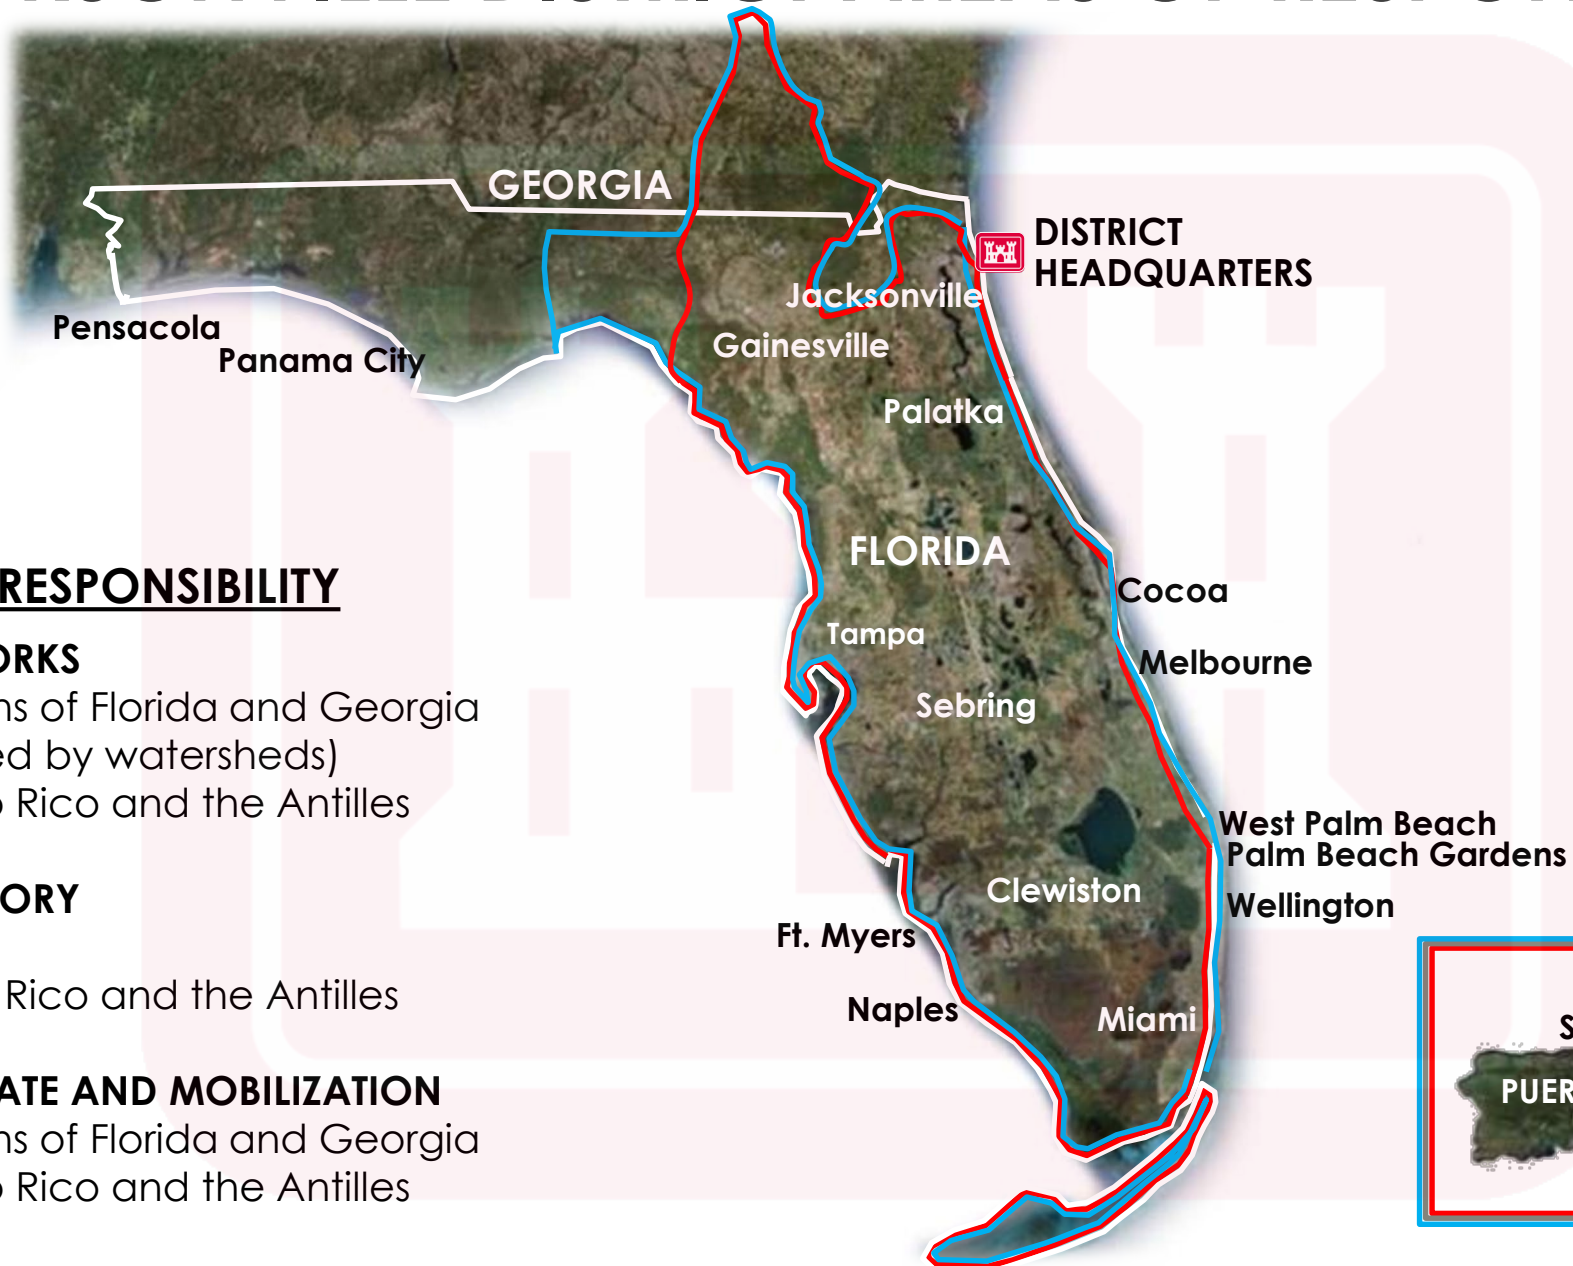 GEORGIA
DISTRICT
HEADQUARTERS
Jacksonville
Pensacola
Gainesville
Panama City
Palatka
FLORIDA
RESPONSIBILITY
Cocoa
Tampa
ORKS
Melbourne
ns of Florida and Georgia
Sebring
ed by watersheds)
o Rico and the Antilles
West Palm Beach
Palm Beach Gardens
Clewiston
ORY
Wellington
Ft. Myers
Rico and the Antilles
Naples
Miami
S
ATE AND MOBILIZATION
PUER
ns of Florida and Georgia
o Rico and the Antilles